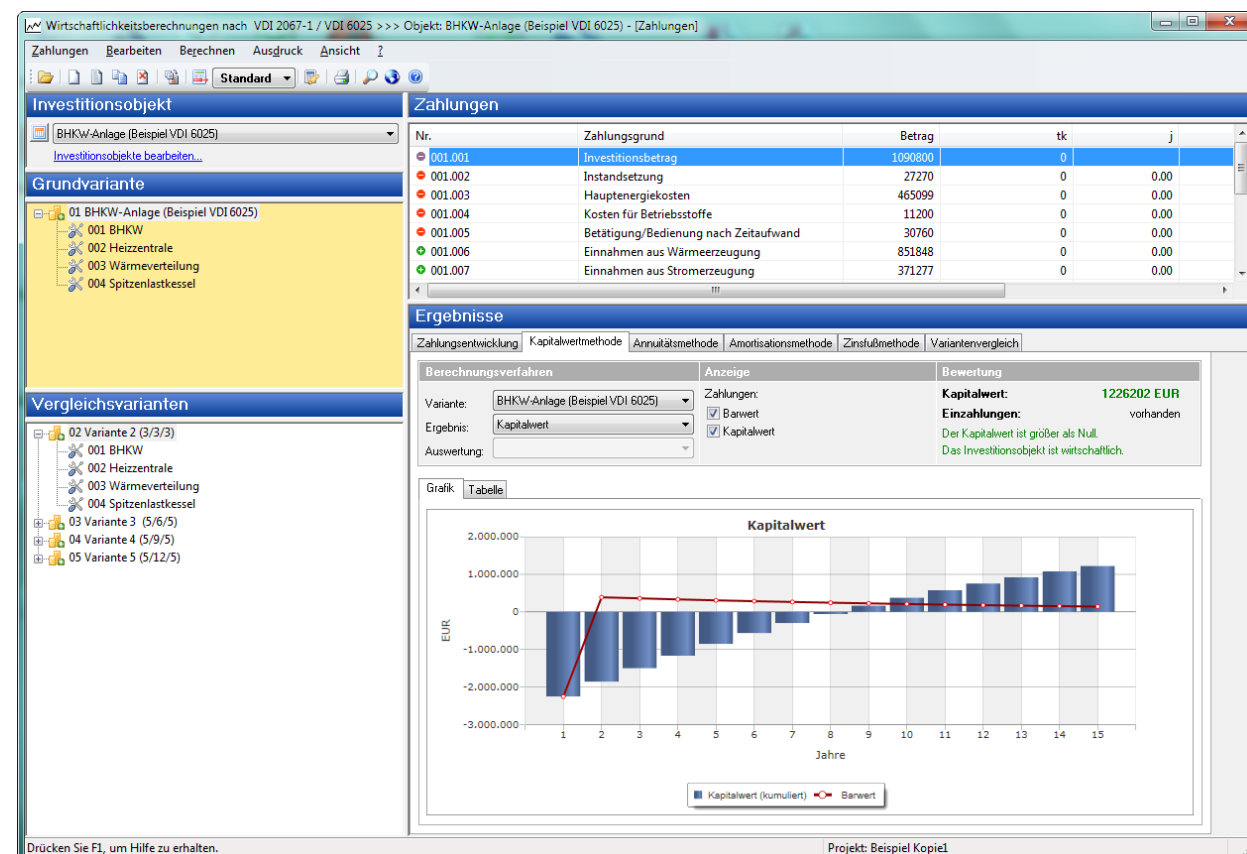 Wirtschaftlichkeitsberechnungen nach VDI 2067-1 / VDI 6025 >>> Objekt: BHKW-Anlage (Beispiel VDI 6025) - [Zahlungen]
Zahlungen Bearbeiten Berechnen Ausdruck Ansicht ?
Standard
Investitionsobjekt
BHKW-Anlage (Beispiel VDI 6025)
Investitionsobjekte bearbeiten...
Grundvariante
01 BHKW-Anlage (Beispiel VDI 6025)
001 BHKW
002 Heizzentrale
003 Wärmeverteilung
004 Spitzenlastkessel
Vergleichsvarianten
02 Variante 2 (3/3/3)
001 BHKW
002 Heizzentrale
003 Wärmeverteilung
004 Spitzenlastkessel
03 Variante 3 (5/6/5)
04 Variante 4 (5/9/5)
05 Variante 5 (5/12/5)
Zahlungen
Nr. Zahlungsgrund Betrag tk j
001.001 Investitionsbetrag 1090800 0
001.002 Instandsetzung 27270 0 0.00
001.003 Hauptenergiekosten 465099 0 0.00
001.004 Kosten für Betriebsstoffe 11200 0 0.00
001.005 Betätigung/Bedienung nach Zeitaufwand 30760 0 0.00
001.006 Einnahmen aus Wärmeerzeugung 851848 0 0.00
001.007 Einnahmen aus Stromerzeugung 371277 0 0.00
Ergebnisse
Zahlungsentwicklung Kapitalwertmethode Annuitätsmethode Amortisationsmethode Zinsfußmethode Variantenvergleich
Berechnungsverfahren Anzeige Bewertung
Variante: BHKW-Anlage (Beispiel VDI 6025) Zahlungen: Kapitalwert: 1226202 EUR
Ergebnis: Kapitalwert Barwert Einzahlungen: vorhanden
Auswertung: Kapitalwert Der Kapitalwert ist größer als Null.
Das Investitionsobjekt ist wirtschaftlich.
Grafik Tabelle
Kapitalwert
2.000.000
1.000.000
0
-1.000.000
-2.000.000
-3.000.000
EUR
1 2 3 4 5 6 7 8 9 10 11 12 13 14 15
Jahre
Kapitalwert (kumuliert) Barwert
Drücken Sie F1, um Hilfe zu erhalten. Projekt: Beispiel Kopie1